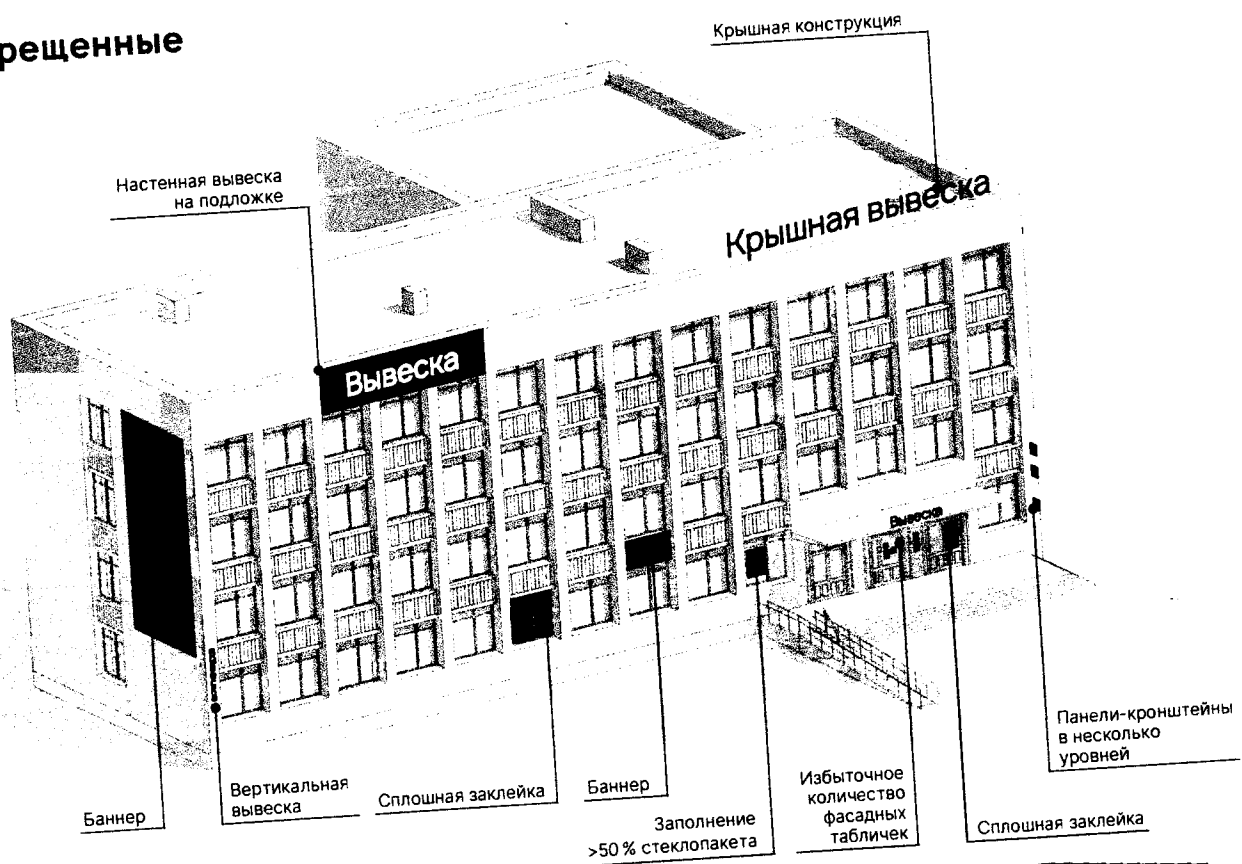 рещенные
Крышная конструкция
Настенная вывеска
на подложке
Крышная вывеска
Вывеска
Вывеска
Панели-кронштейны
в несколько
уровней
Вертикальная
вывеска
Баннер
Сплошная заклейка
Баннер
Заполнение
>50 % стеклопакета
Избыточное
количество
фасадных
табличек
Сплошная заклейка